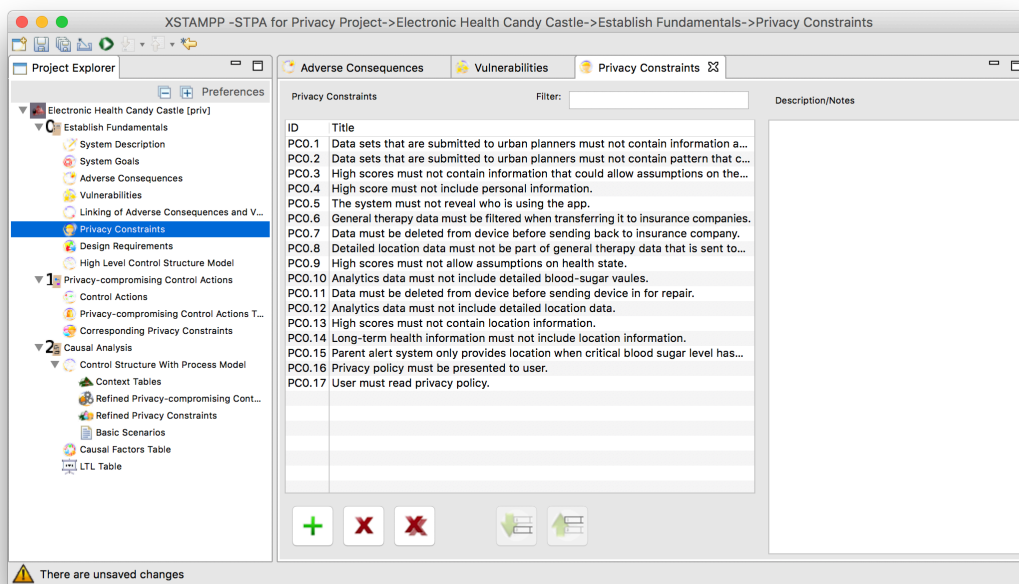 XSTAMPP -STPA for Privacy Project->Electronic Health Candy Castle->Establish Fundamentals->Privacy Constraints
Project Explorer
Preferences
Electronic Health Candy Castle [priv]
0 Establish Fundamentals
System Description
System Goals
Adverse Consequences
Vulnerabilities
Linking of Adverse Consequences and V...
Privacy Constraints
Design Requirements
High Level Control Structure Model
1 Privacy-compromising Control Actions
Control Actions
Privacy-compromising Control Actions T...
Corresponding Privacy Constraints
2 Causal Analysis
Control Structure With Process Model
Context Tables
Refined Privacy-compromising Cont...
Refined Privacy Constraints
Basic Scenarios
Causal Factors Table
LTL Table
Adverse Consequences Vulnerabilities Privacy Constraints
Privacy Constraints Filter:
Description/Notes
ID Title
PC0.1 Data sets that are submitted to urban planners must not contain information a...
PC0.2 Data sets that are submitted to urban planners must not contain pattern that c...
PC0.3 High scores must not contain information that could allow assumptions on the...
PC0.4 High score must not include personal information.
PC0.5 The system must not reveal who is using the app.
PC0.6 General therapy data must be filtered when transferring it to insurance companies.
PC0.7 Data must be deleted from device before sending back to insurance company.
PC0.8 Detailed location data must not be part of general therapy data that is sent to...
PC0.9 High scores must not allow assumptions on health state.
PC0.10 Analytics data must not include detailed blood-sugar vaules.
PC0.11 Data must be deleted from device before sending device in for repair.
PC0.12 Analytics data must not include detailed location data.
PC0.13 High scores must not contain location information.
PC0.14 Long-term health information must not include location information.
PC0.15 Parent alert system only provides location when critical blood sugar level has...
PC0.16 Privacy policy must be presented to user.
PC0.17 User must read privacy policy.
There are unsaved changes